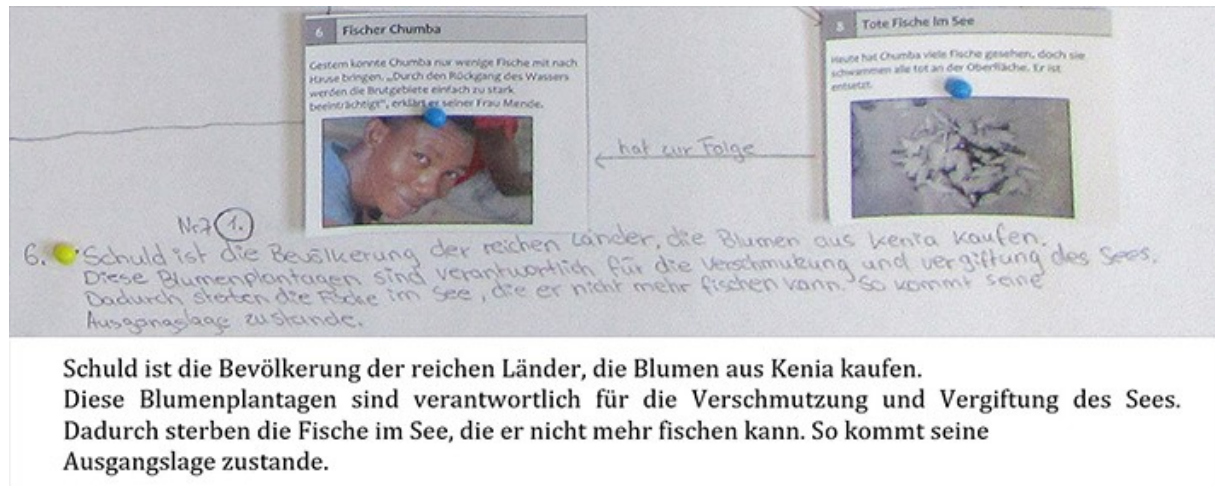 6 Fischer Chumba
Gestern konnte Chumba nur wenige Fische mit nach
Hause bringen. „Durch den Rückgang des Wassers
werden die Brutgebiete einfach zu stark
beeinträchtigt“, erklärt er seiner Frau Mende.
8 Tote Fische im See
Heute hat Chumba viele Fische gesehen, doch sie
schwammen alle tot an der Oberfläche. Er ist
entsetzt.
hat zur Folge
Nr.7 1.
6. Schuld ist die Bevölkerung der reichen Länder, die Blumen aus Kenia kaufen.
Diese Blumenplantagen sind verantwortlich für die Verschmutzung und vergiftung des Sees.
Dadurch sterben die Fische im See, die er nicht mehr fischen kann. So kommt seine
Ausgangslage zustande.
Schuld ist die Bevölkerung der reichen Länder, die Blumen aus Kenia kaufen.
Diese Blumenplantagen sind verantwortlich für die Verschmutzung und Vergiftung des Sees.
Dadurch sterben die Fische im See, die er nicht mehr fischen kann. So kommt seine
Ausgangslage zustande.